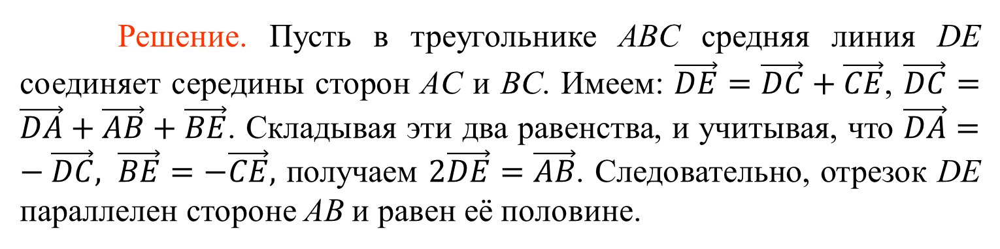 Решение. Пусть в треугольнике ABC средняя линия DE
соединяет середины сторон AC и BC. Имеем: $\overrightarrow{DE} = \overrightarrow{DC} + \overrightarrow{CE}$, $\overrightarrow{DC} =$
$\overrightarrow{DA} + \overrightarrow{AB} + \overrightarrow{BE}$. Складывая эти два равенства, и учитывая, что $\overrightarrow{DA} =$
$-\overrightarrow{DC}$, $\overrightarrow{BE} = -\overrightarrow{CE}$, получаем $2\overrightarrow{DE} = \overrightarrow{AB}$. Следовательно, отрезок DE
параллелен стороне AB и равен её половине.